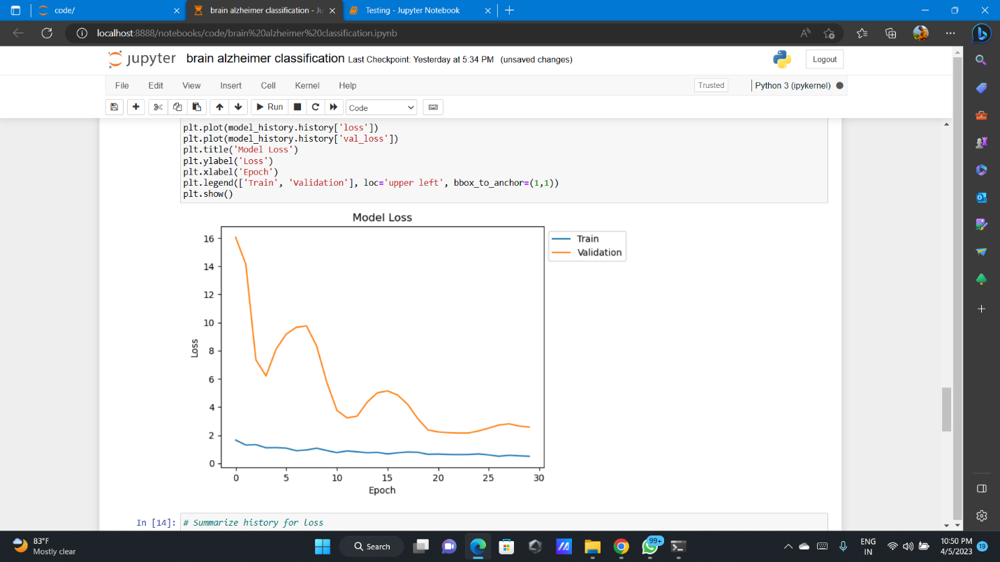 code/
brain alzheimer classification - Ju
Testing - Jupyter Notebook
localhost:8888/notebooks/code/brain%20alzheimer%20classification.ipynb
jupyter brain alzheimer classification Last Checkpoint: Yesterday at 5:34 PM (unsaved changes)
Logout
File Edit View Insert Cell Kernel Help
Trusted
Python 3 (ipykernel)
Run
Code
plt.plot(model_history.history['loss'])
plt.plot(model_history.history['val_loss'])
plt.title('Model Loss')
plt.ylabel('Loss')
plt.xlabel('Epoch')
plt.legend(['Train', 'Validation'], loc='upper left', bbox_to_anchor=(1,1))
plt.show()
Model Loss
16
14
12
10
8
6
4
2
0
Loss
0 5 10 15 20 25 30
Epoch
Train
Validation
In [14]: # Summarize history for loss
83°F
Mostly clear
Search
99+
ENG
IN
10:50 PM
4/5/2023
19